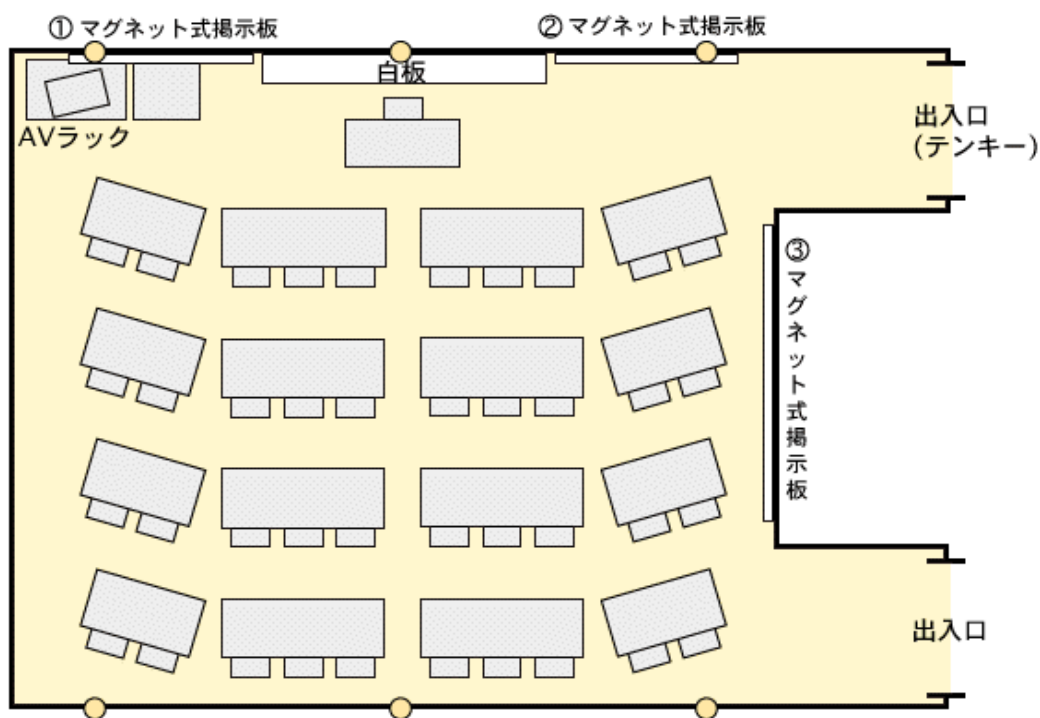 ① マグネット式掲示板
② マグネット式掲示板
白板
AVラック
出入口
(テンキー)
③マグネット式掲示板
出入口